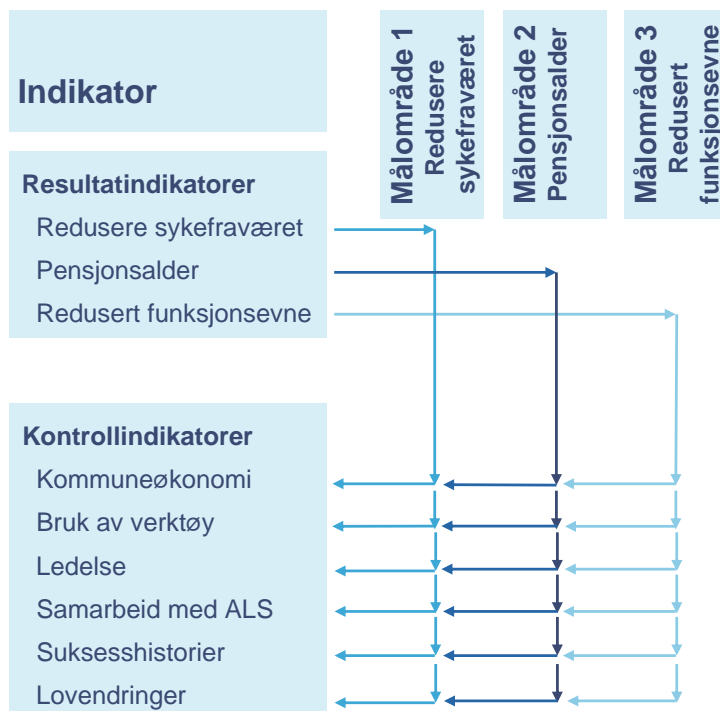 Indikator
Målområde 1
Redusere
sykefraværet
Målområde 2
Pensjonsalder
Målområde 3
Redusert
funksjonsevne
Resultatindikatorer
Redusere sykefraværet
Pensjonsalder
Redusert funksjonsevne
Kontrollindikatorer
Kommuneøkonomi
Bruk av verktøy
Ledelse
Samarbeid med ALS
Suksesshistorier
Lovendringer